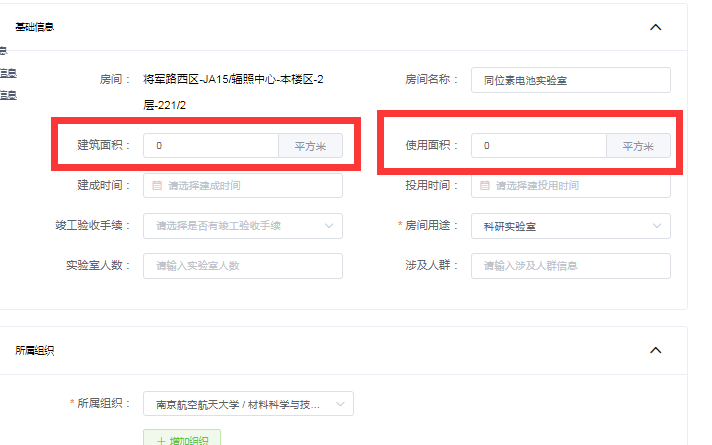 基础信息
息
信息
信息
房间： 将军路西区-JA15/辐照中心-本楼区-2
层-221/2
房间名称： 同位素电池实验室
建筑面积： 0 平方米 使用面积： 0 平方米
建成时间： 请选择建成时间 投用时间： 请选择建投用时间
竣工验收手续： 请选择是否有竣工验收手续 * 房间用途： 科研实验室
实验室人数： 请输入实验室人数 涉及人群： 请输入涉及人群信息
所属组织
* 所属组织： 南京航空航天大学 / 材料科学与技...
+ 增加组织